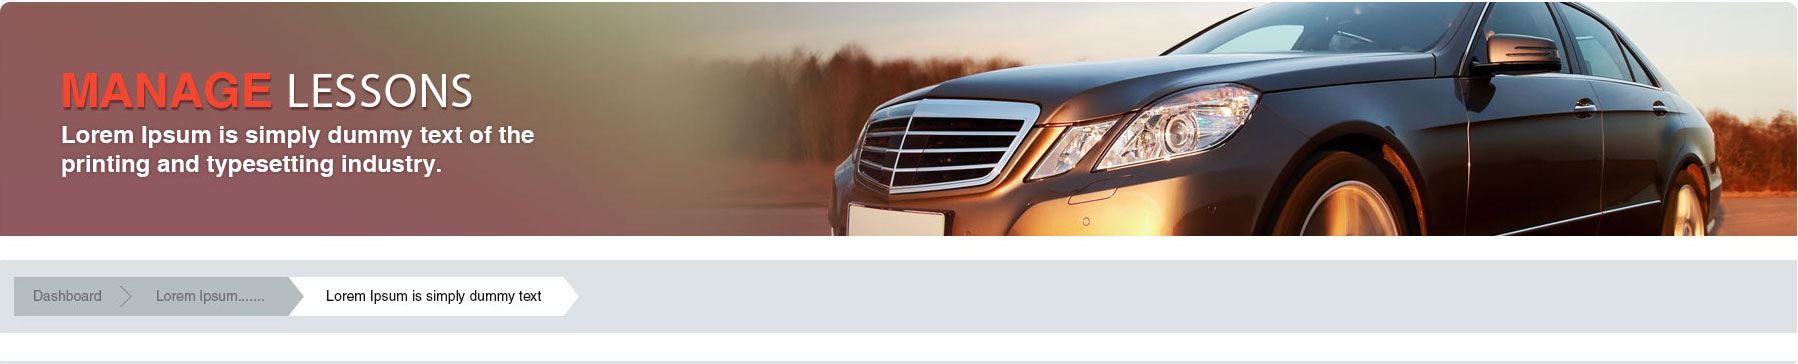 MANAGE LESSONS
Lorem Ipsum is simply dummy text of the
printing and typesetting industry.
Dashboard
Lorem Ipsum.......
Lorem Ipsum is simply dummy text